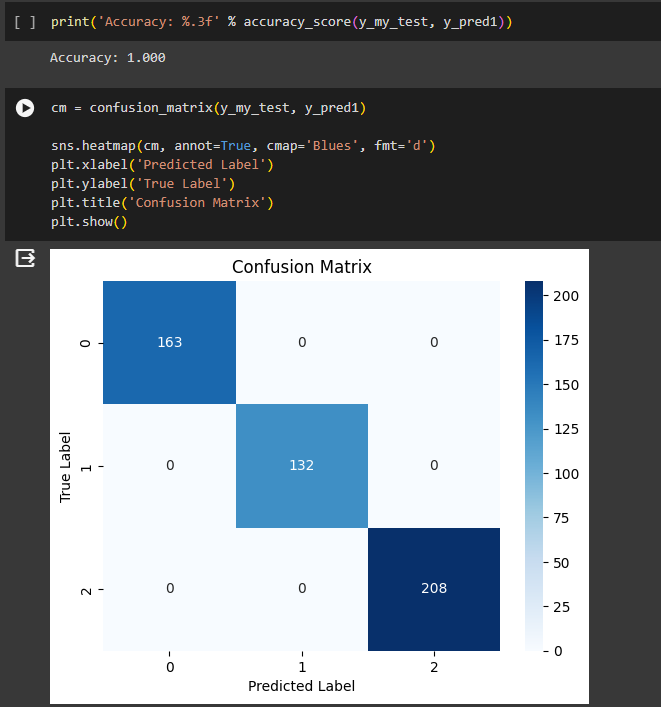 [ ] print('Accuracy: %.3f' % accuracy_score(y_my_test, y_pred1))
Accuracy: 1.000
cm = confusion_matrix(y_my_test, y_pred1)
sns.heatmap(cm, annot=True, cmap='Blues', fmt='d')
plt.xlabel('Predicted Label')
plt.ylabel('True Label')
plt.title('Confusion Matrix')
plt.show()
Confusion Matrix
True Label
0
1
2
163 0 0
0 132 0
0 0 208
0 1 2
Predicted Label
200
175
150
125
100
75
50
25
0